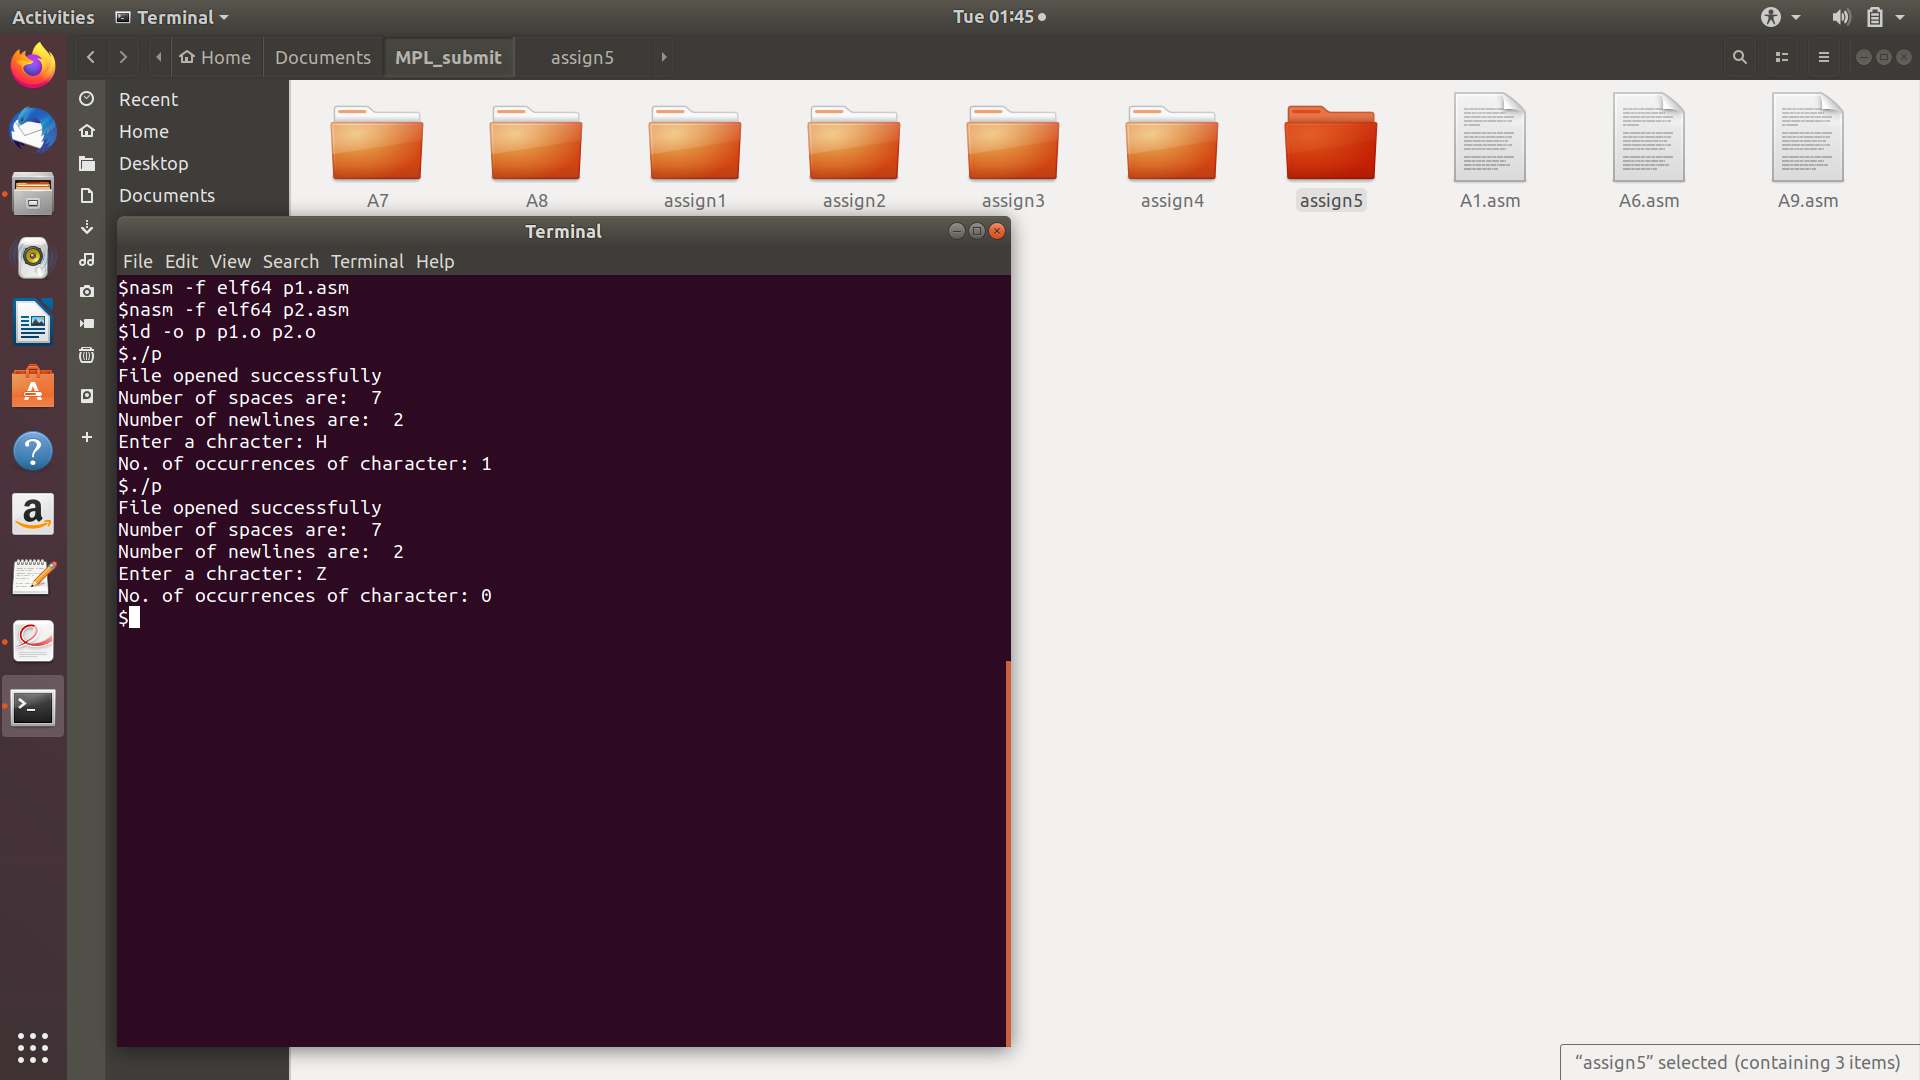 Activities Terminal Tue 01:45
Home Documents MPL_submit assign5
Recent
Home
Desktop
Documents
A7 A8 assign1 assign2 assign3 assign4 assign5 A1.asm A6.asm A9.asm
Terminal
File Edit View Search Terminal Help
$nasm -f elf64 p1.asm
$nasm -f elf64 p2.asm
$ld -o p p1.o p2.o
$./p
File opened successfully
Number of spaces are:  7
Number of newlines are:  2
Enter a chracter: H
No. of occurrences of character: 1
$./p
File opened successfully
Number of spaces are:  7
Number of newlines are:  2
Enter a chracter: Z
No. of occurrences of character: 0
$
“assign5” selected (containing 3 items)